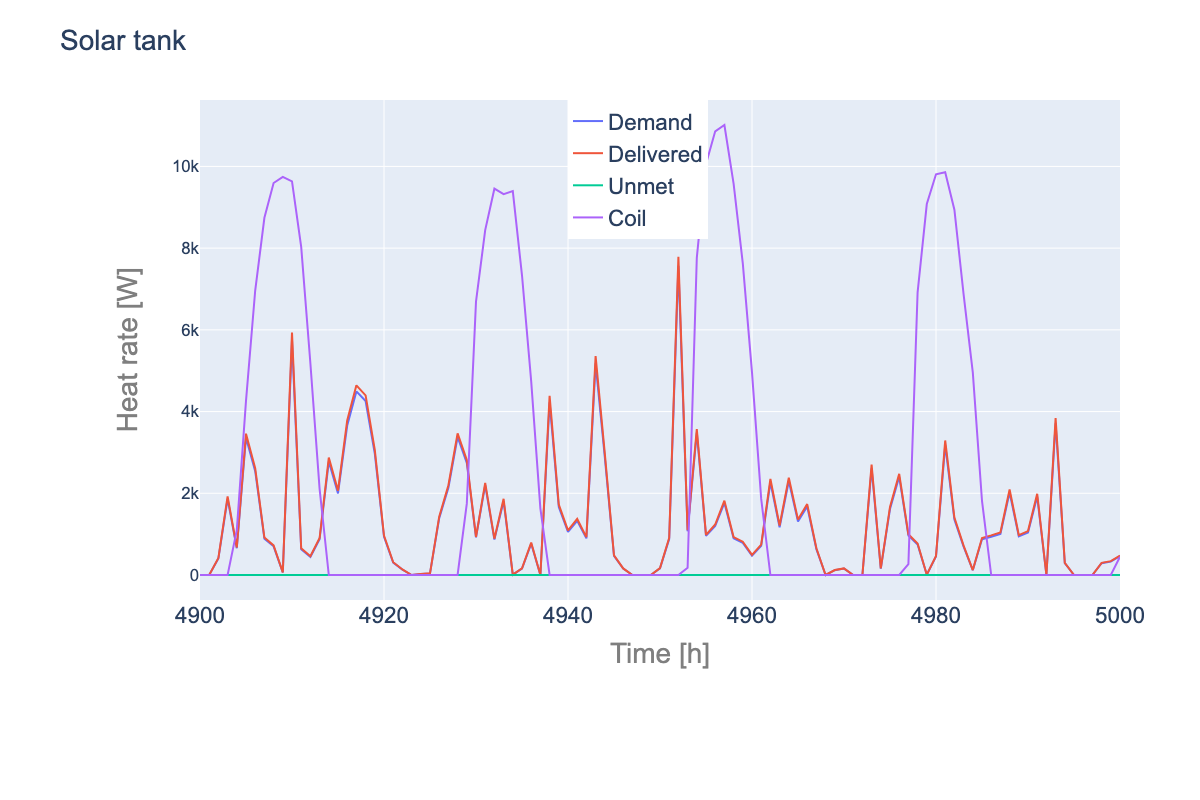 Solar tank
Demand
Delivered
Unmet
Coil
10k
8k
6k
4k
2k
0
Heat rate [W]
4900 4920 4940 4960 4980 5000
Time [h]